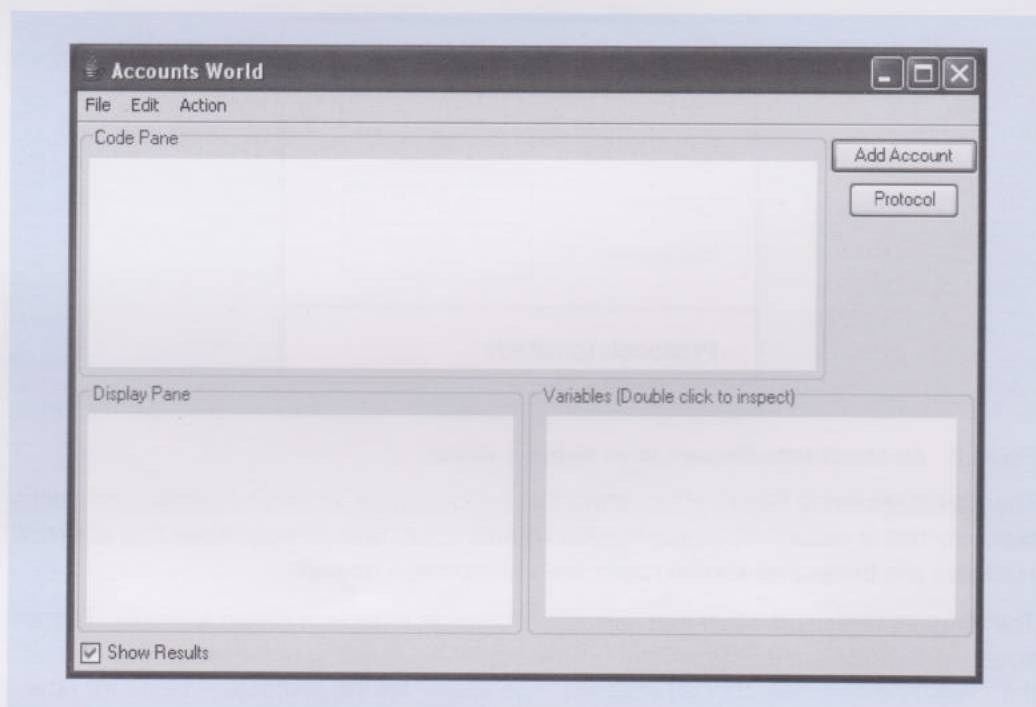 Accounts World
File Edit Action
Code Pane
Add Account
Protocol
Display Pane
Variables (Double click to inspect)
Show Results